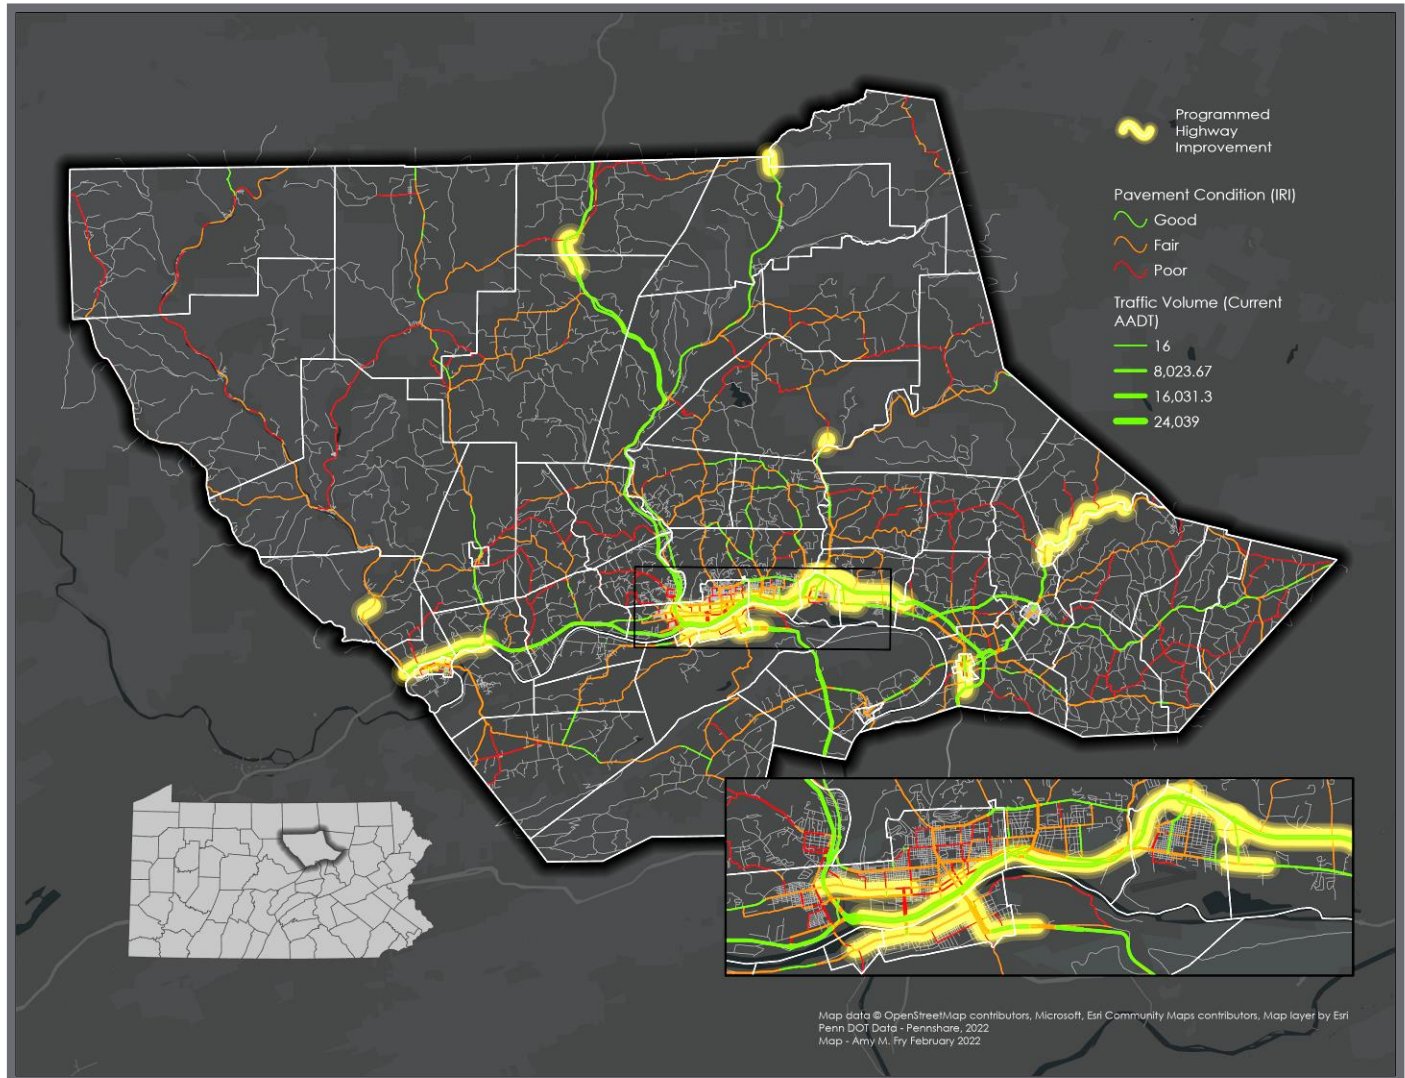 Programmed
Highway
Improvement
Pavement Condition (IRI)
Good
Fair
Poor
Traffic Volume (Current
AADT)
16
8,023.67
16,031.3
24,039
Map data © OpenStreetMap contributors, Microsoft, Esri Community Maps contributors, Map layer by Esri
Penn DOT Data - Pennshare, 2022
Map - Amy M. Fry February 2022